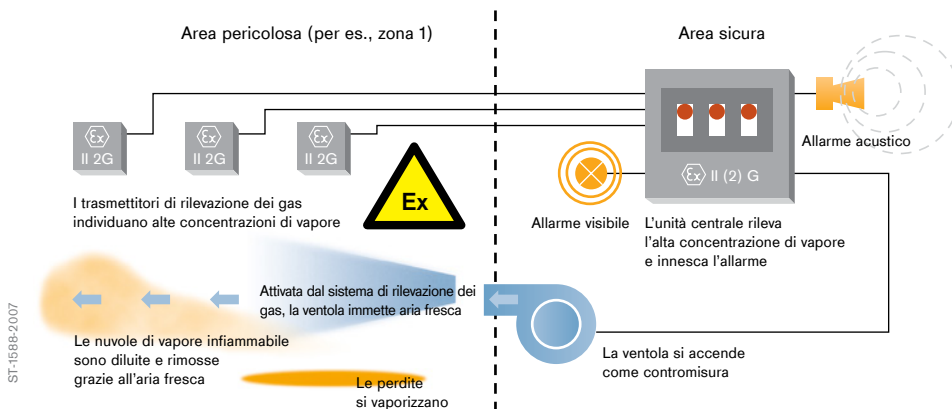 Area pericolosa (per es., zona 1)
Area sicura
Ex
II 2G
Ex
II 2G
Ex
II 2G
Ex
Ex II (2) G
Allarme acustico
I trasmettitori di rilevazione dei gas
individuano alte concentrazioni di vapore
Allarme visibile
L'unità centrale rileva
l'alta concentrazione di vapore
e innesca l'allarme
Attivata dal sistema di rilevazione dei
gas, la ventola immette aria fresca
Le nuvole di vapore infiammabile
sono diluite e rimosse
grazie all'aria fresca
La ventola si accende
come contromisura
Le perdite
si vaporizzano
ST-1588-2007